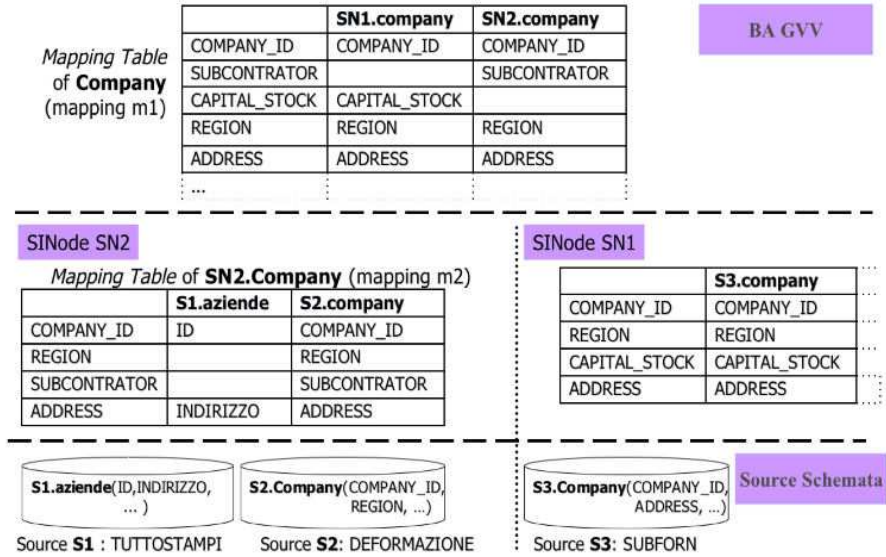 SN1.company SN2.company
COMPANY_ID COMPANY_ID COMPANY_ID
SUBCONTRATOR SUBCONTRATOR
CAPITAL_STOCK CAPITAL_STOCK
REGION REGION REGION
ADDRESS ADDRESS ADDRESS
...
Mapping Table
of Company
(mapping m1)
BA GVV
SINode SN2
Mapping Table of SN2.Company (mapping m2)
S1.aziende S2.company
COMPANY_ID ID COMPANY_ID
REGION REGION
SUBCONTRATOR SUBCONTRATOR
ADDRESS INDIRIZZO ADDRESS
SINode SN1
S3.company
COMPANY_ID COMPANY_ID
REGION REGION
CAPITAL_STOCK CAPITAL_STOCK
ADDRESS ADDRESS
S1.aziende(ID,INDIRIZZO,
... )
Source S1 : TUTTOSTAMPI
S2.Company(COMPANY_ID,
REGION, ...)
Source S2: DEFORMAZIONE
S3.Company(COMPANY_ID,
ADDRESS, ...)
Source S3: SUBFORN
Source Schemata